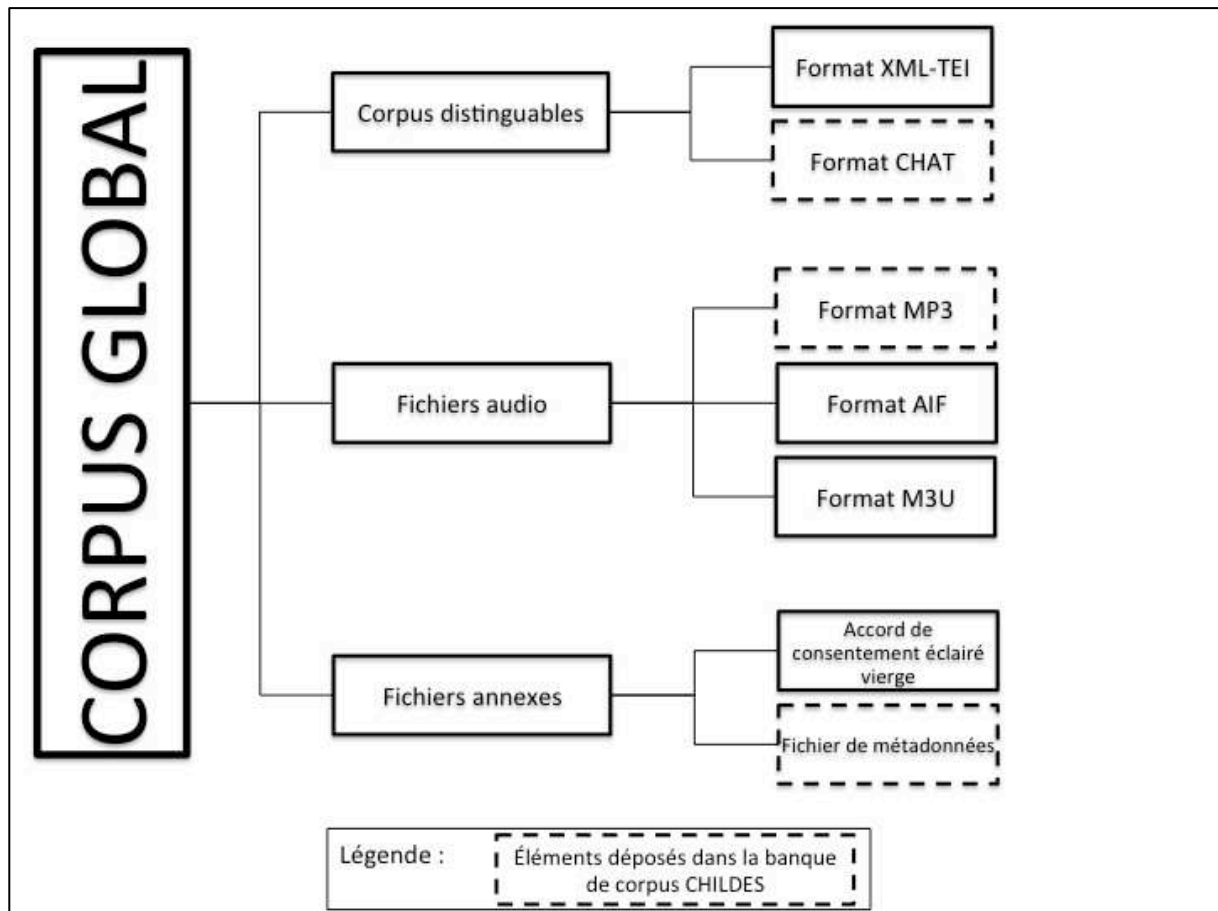 CORPUS GLOBAL
Corpus distinguables
Format XML-TEI
Format CHAT
Fichiers audio
Format MP3
Format AIF
Format M3U
Fichiers annexes
Accord de
consentement éclairé
vierge
Fichier de métadonnées
Légende :
Éléments déposés dans la banque
de corpus CHILDES